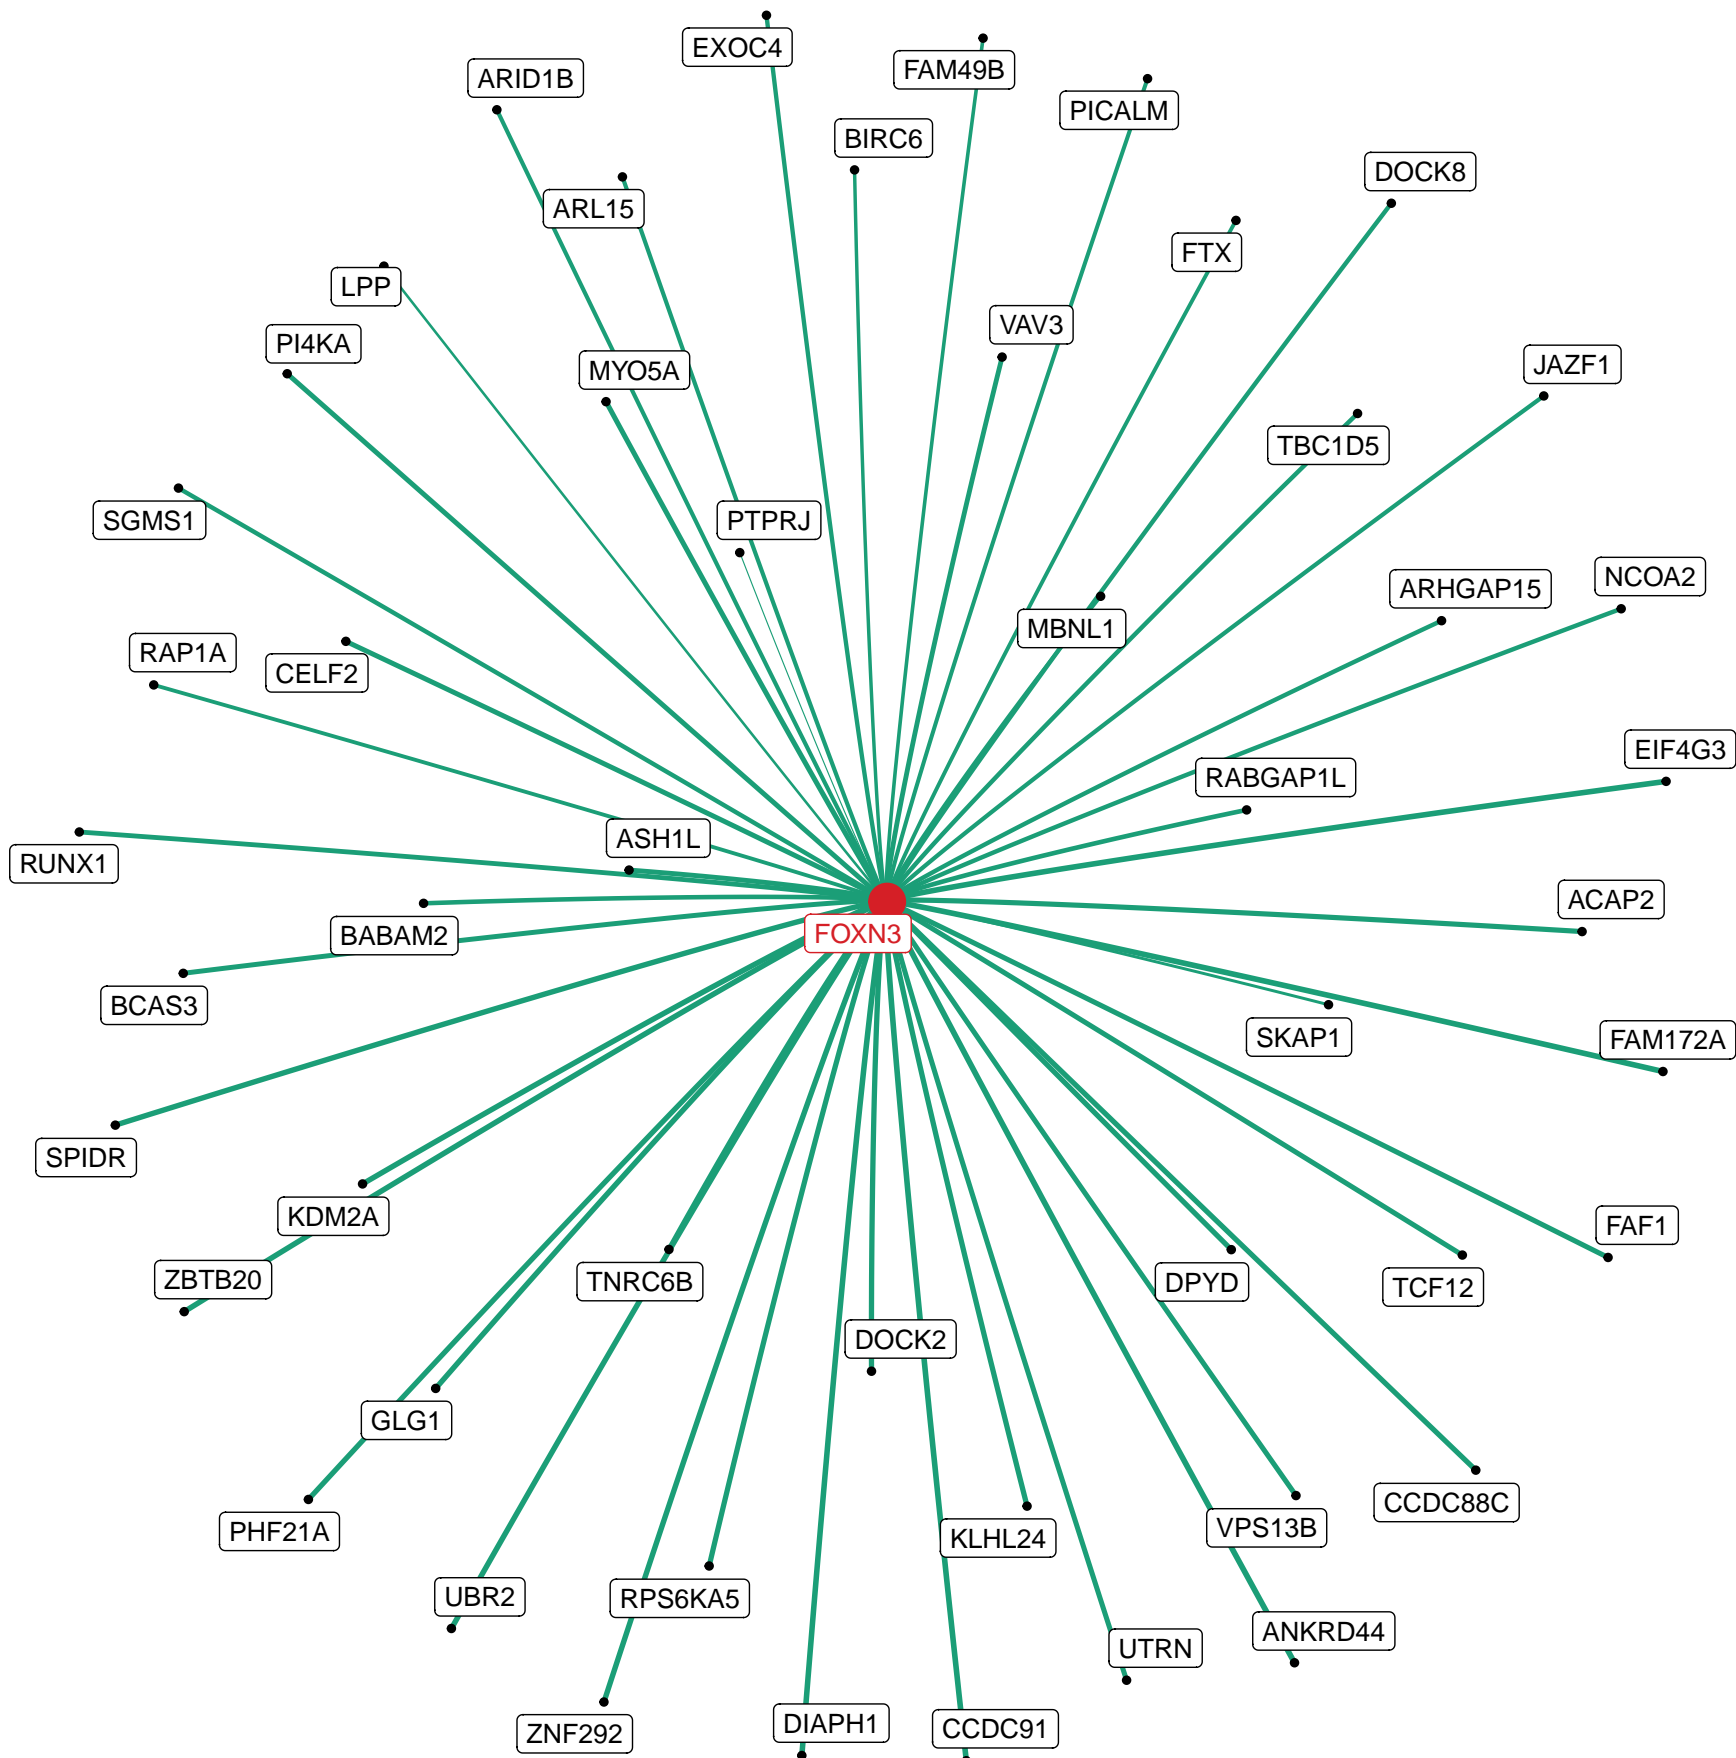 EXOC4
FAM49B
ARID1B
PICALM
BIRC6
DOCK8
ARL15
FTX
LPP
VAV3
PI4KA
JAZF1
MYO5A
TBC1D5
SGMS1
PTPRJ
NCOA2
ARHGAP15
MBNL1
RAP1A
CELF2
EIF4G3
RABGAP1L
ASH1L
RUNX1
ACAP2
FOXN3
BABAM2
BCAS3
SKAP1
FAM172A
SPIDR
KDM2A
FAF1
ZBTB20
TNRC6B
DPYD
TCF12
DOCK2
GLG1
CCDC88C
VPS13B
PHF21A
KLHL24
UBR2
RPS6KA5
ANKRD44
UTRN
DIAPH1
CCDC91
ZNF292